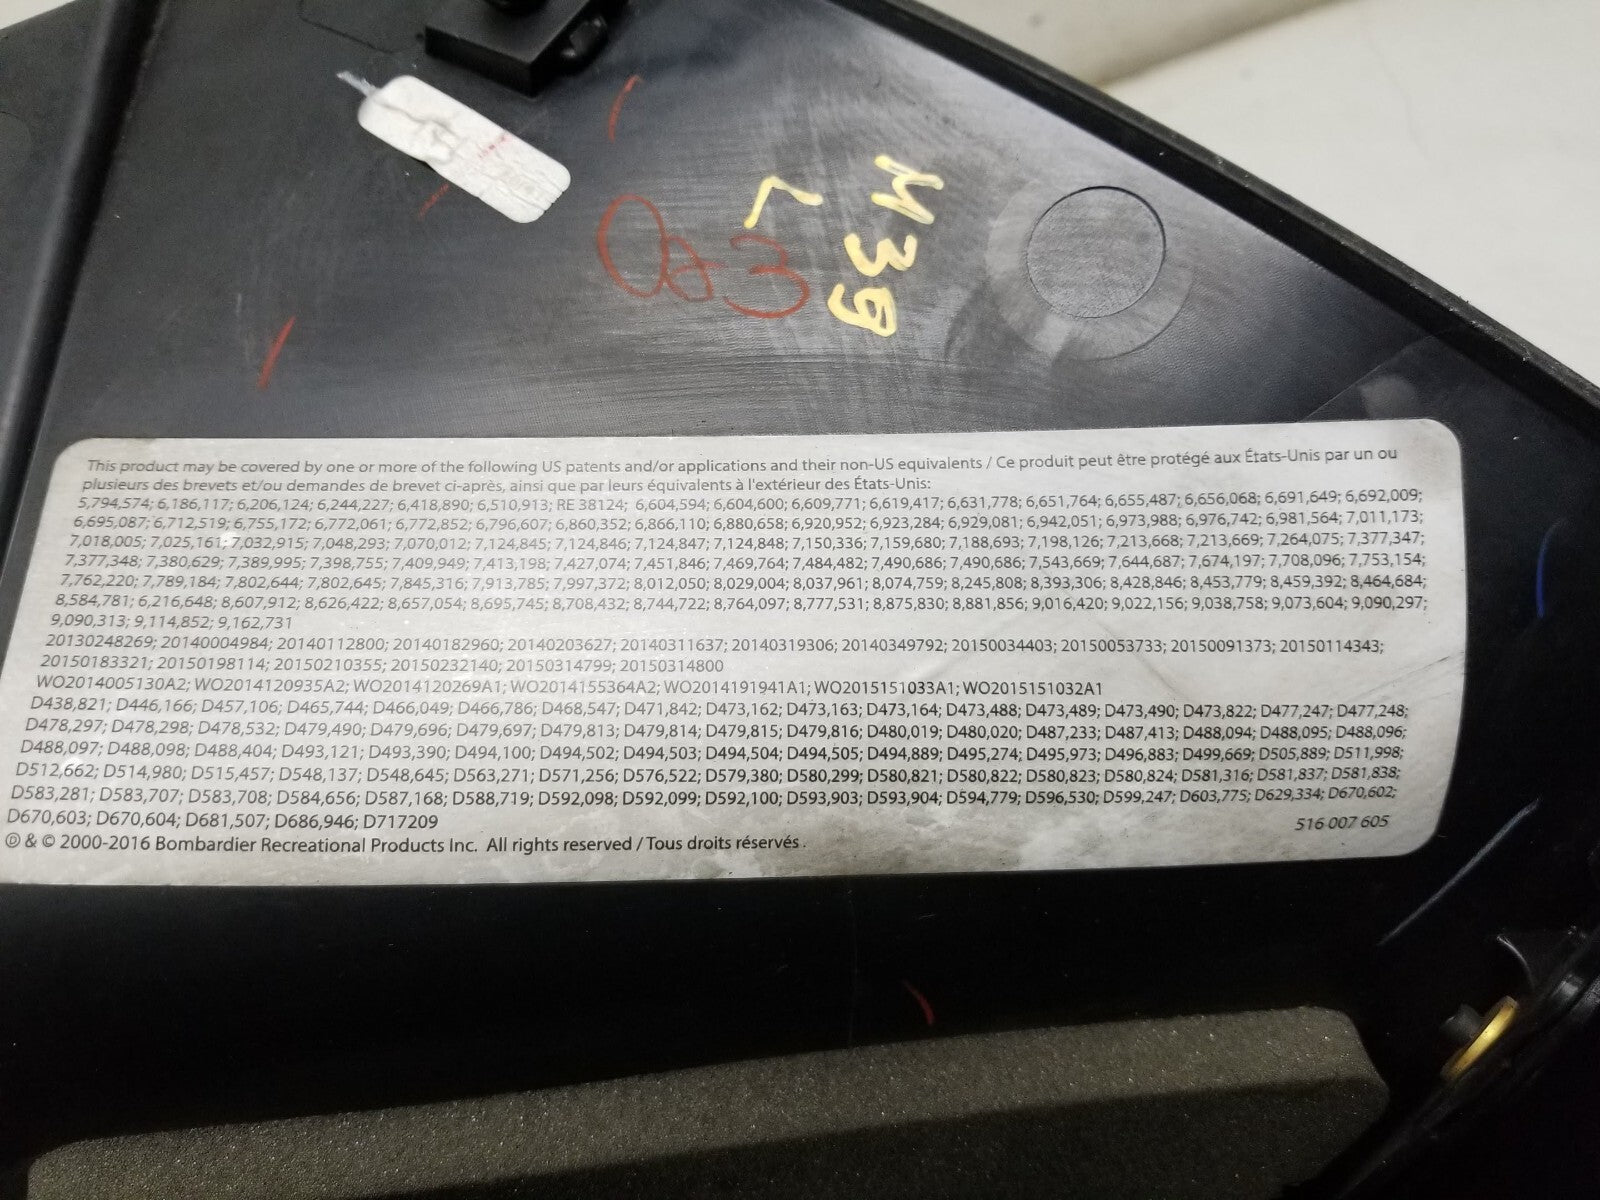 M39
L
This product may be covered by one or more of the following US patents and/or applications and their non-US equivalents / Ce produit peut être protégé aux États-Unis par un ou
plusieurs des brevets et/ou demandes de brevet ci-après, ainsi que par leurs équivalents à l'extérieur des États-Unis:
5,794,574; 6,186,117; 6,206,124; 6,244,227; 6,418,890; 6,510,913; RE 38124; 6,604,594; 6,604,600; 6,609,771; 6,619,417; 6,631,778; 6,651,764; 6,655,487; 6,656,068; 6,691,649; 6,692,009;
6,695,087; 6,712,519; 6,755,172; 6,772,061; 6,772,852; 6,796,607; 6,860,352; 6,866,110; 6,880,658; 6,920,952; 6,923,284; 6,929,081; 6,942,051; 6,973,988; 6,976,742; 6,981,564; 7,011,173;
7,018,005; 7,025,161; 7,032,915; 7,048,293; 7,070,012; 7,124,845; 7,124,846; 7,124,847; 7,124,848; 7,150,336; 7,159,680; 7,188,693; 7,198,126; 7,213,668; 7,213,669; 7,264,075; 7,377,347;
7,377,348; 7,380,629; 7,389,995; 7,398,755; 7,409,949; 7,413,198; 7,427,074; 7,451,846; 7,469,764; 7,484,482; 7,490,686; 7,490,686; 7,543,669; 7,644,687; 7,674,197; 7,708,096; 7,753,154;
7,762,220; 7,789,184; 7,802,644; 7,802,645; 7,845,316; 7,913,785; 7,997,372; 8,012,050; 8,029,004; 8,037,961; 8,074,759; 8,245,808; 8,393,306; 8,428,846; 8,453,779; 8,459,392; 8,464,684;
8,584,781; 6,216,648; 8,607,912; 8,626,422; 8,657,054; 8,695,745; 8,708,432; 8,744,722; 8,764,097; 8,777,531; 8,875,830; 8,881,856; 9,016,420; 9,022,156; 9,038,758; 9,073,604; 9,090,297;
9,090,313; 9,114,852; 9,162,731
20130248269; 20140004984; 20140112800; 20140182960; 20140203627; 20140311637; 20140319306; 20140349792; 20150034403; 20150053733; 20150091373; 20150114343;
20150183321; 20150198114; 20150210355; 20150232140; 20150314799; 20150314800
WO2014005130A2; WO2014120935A2; WO2014120269A1; WO2014155364A2; WO2014191941A1; WO2015151033A1; WO2015151032A1
D438,821; D446,166; D457,106; D465,744; D466,049; D466,786; D468,547; D471,842; D473,162; D473,163; D473,164; D473,488; D473,489; D473,490; D473,822; D477,247; D477,248;
D478,297; D478,298; D478,532; D479,490; D479,696; D479,697; D479,813; D479,814; D479,815; D479,816; D480,019; D480,020; D487,233; D487,413; D488,094; D488,095; D488,096;
D488,097; D488,098; D488,404; D493,121; D493,390; D494,100; D494,502; D494,503; D494,504; D494,505; D494,889; D495,274; D495,973; D496,883; D499,669; D505,889; D511,998;
D512,662; D514,980; D515,457; D548,137; D548,645; D563,271; D571,256; D576,522; D579,380; D580,299; D580,821; D580,822; D580,823; D580,824; D581,316; D581,837; D581,838;
D583,281; D583,707; D583,708; D584,656; D587,168; D588,719; D592,098; D592,099; D592,100; D593,903; D593,904; D594,779; D596,530; D599,247; D603,775; D629,334; D670,602;
D670,603; D670,604; D681,507; D686,946; D717209
516 007 605
℗ & © 2000-2016 Bombardier Recreational Products Inc. All rights reserved / Tous droits réservés.